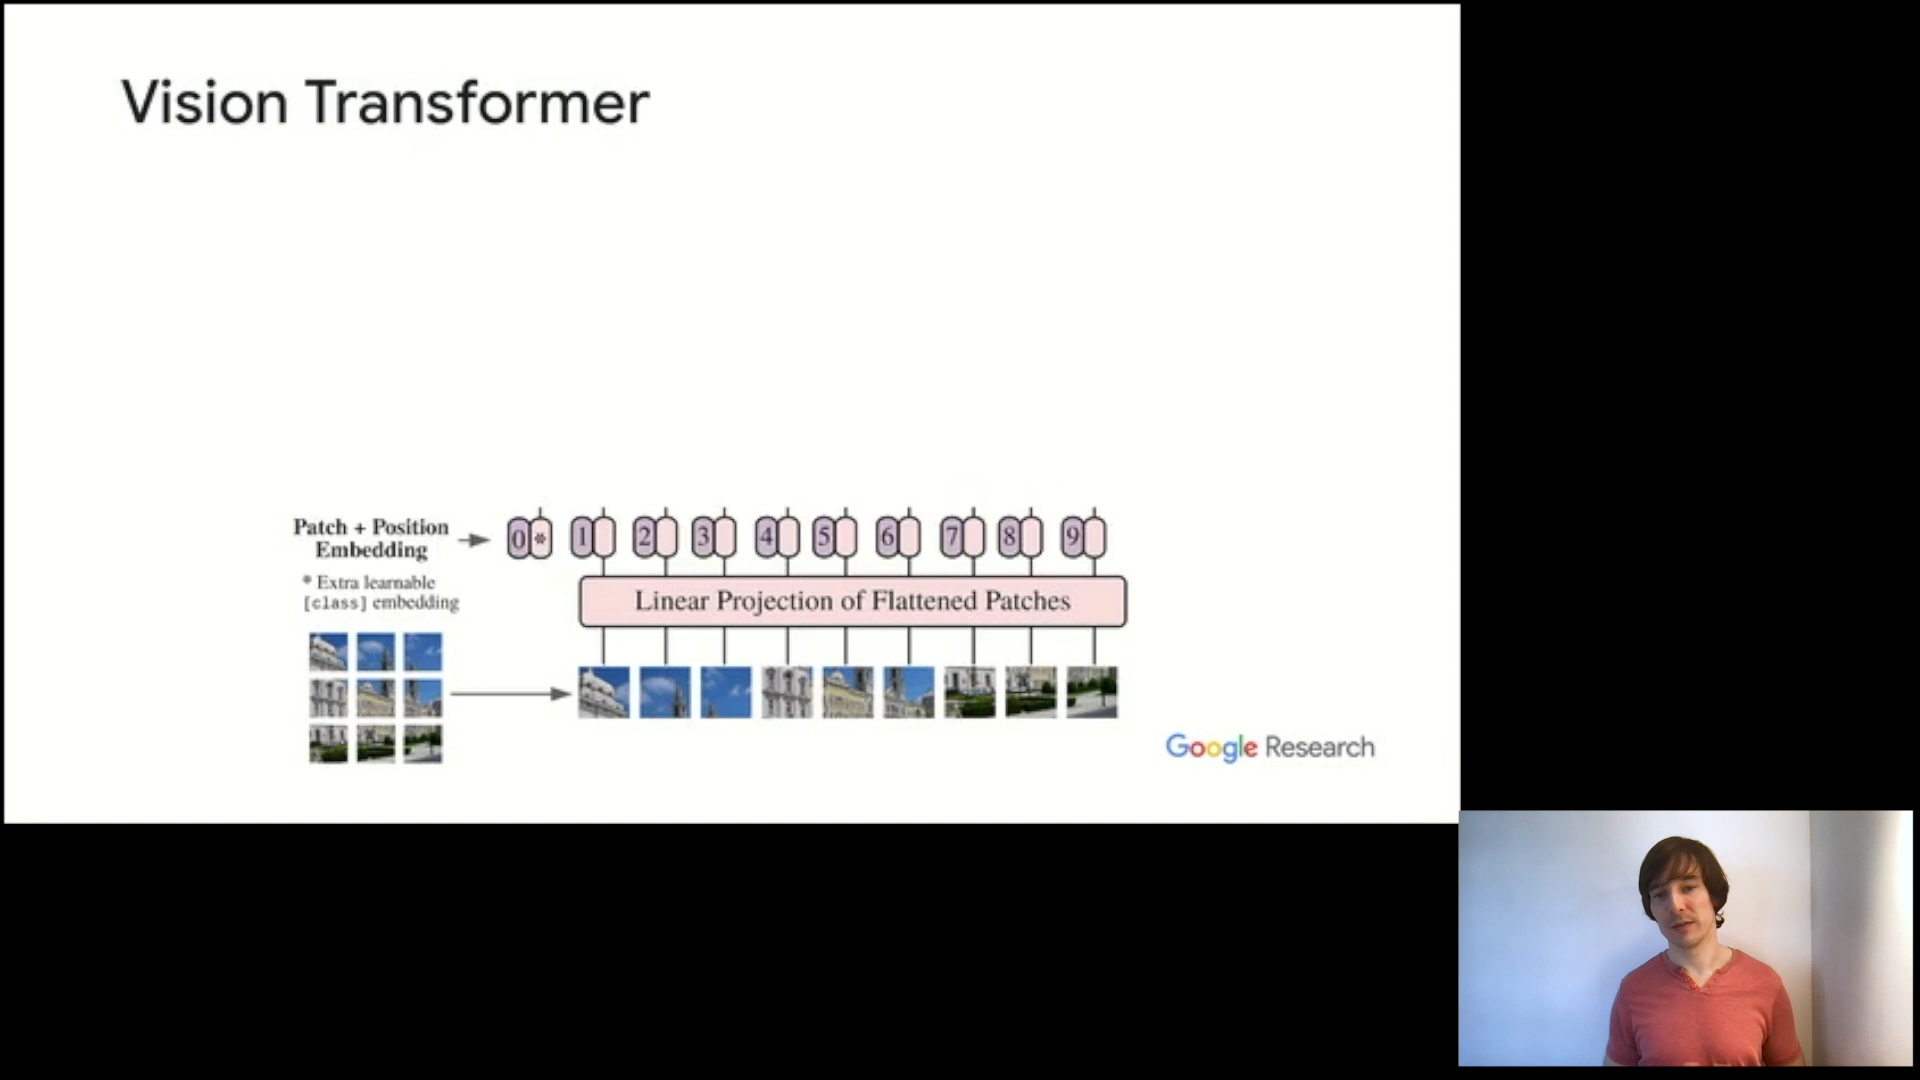 Vision Transformer
Patch + Position
Embedding
* Extra learnable
[class] embedding
0 * 1 2 3 4 5 6 7 8 9
Linear Projection of Flattened Patches
Google Research